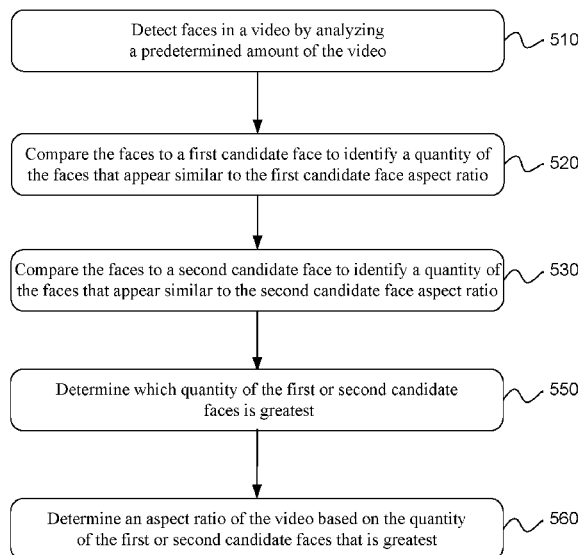 Detect faces in a video by analyzing
a predetermined amount of the video
510
Compare the faces to a first candidate face to identify a quantity of
the faces that appear similar to the first candidate face aspect ratio
520
Compare the faces to a second candidate face to identify a quantity of
the faces that appear similar to the second candidate face aspect ratio
530
Determine which quantity of the first or second candidate
faces is greatest
550
Determine an aspect ratio of the video based on the quantity
of the first or second candidate faces that is greatest
560